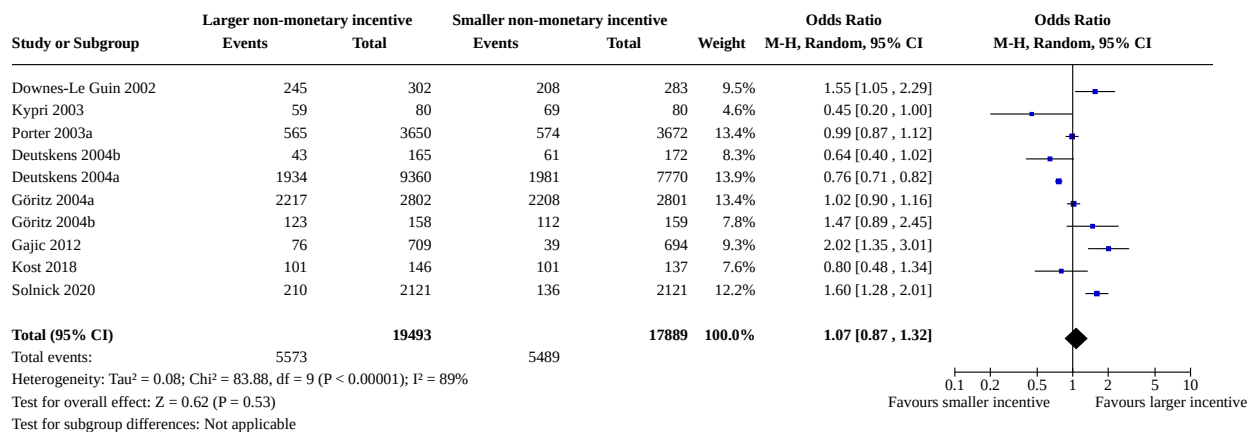 Larger non-monetary incentive Smaller non-monetary incentive Odds Ratio Odds Ratio
Study or Subgroup Events Total Events Total Weight M-H, Random, 95% CI M-H, Random, 95% CI
Downes-Le Guin 2002 245 302 208 283 9.5% 1.55 [1.05 , 2.29]
Kypri 2003 59 80 69 80 4.6% 0.45 [0.20 , 1.00]
Porter 2003a 565 3650 574 3672 13.4% 0.99 [0.87 , 1.12]
Deutskens 2004b 43 165 61 172 8.3% 0.64 [0.40 , 1.02]
Deutskens 2004a 1934 9360 1981 7770 13.9% 0.76 [0.71 , 0.82]
Göritz 2004a 2217 2802 2208 2801 13.4% 1.02 [0.90 , 1.16]
Göritz 2004b 123 158 112 159 7.8% 1.47 [0.89 , 2.45]
Gajic 2012 76 709 39 694 9.3% 2.02 [1.35 , 3.01]
Kost 2018 101 146 101 137 7.6% 0.80 [0.48 , 1.34]
Solnick 2020 210 2121 136 2121 12.2% 1.60 [1.28 , 2.01]
Total (95% CI) 19493 17889 100.0% 1.07 [0.87 , 1.32]
Total events: 5573 5489
Heterogeneity: Tau² = 0.08; Chi² = 83.88, df = 9 (P < 0.00001); I² = 89%
0.1 0.2 0.5 1 2 5 10
Test for overall effect: Z = 0.62 (P = 0.53) Favours smaller incentive Favours larger incentive
Test for subgroup differences: Not applicable